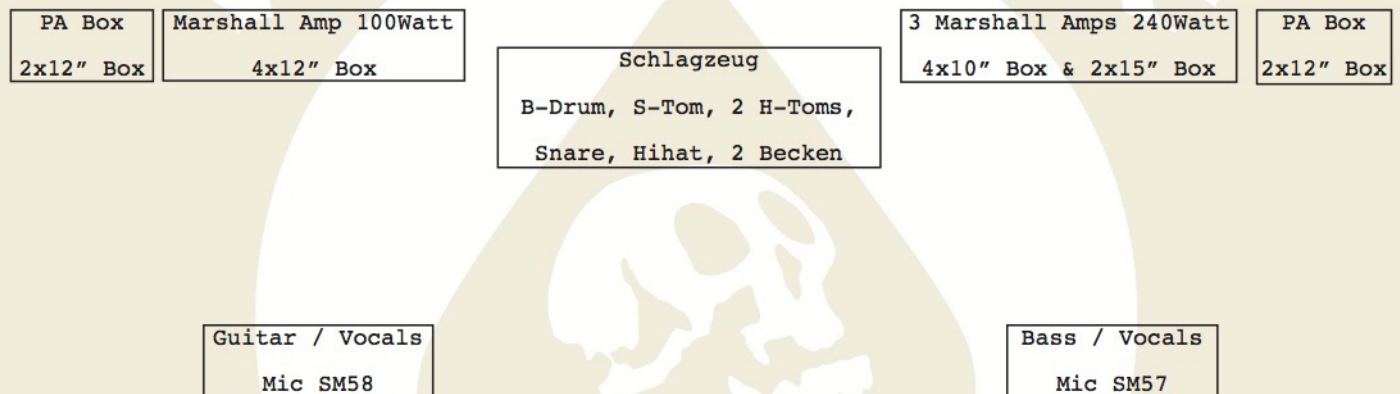 PA Box
2x12" Box
Marshall Amp 100Watt
4x12" Box
Schlagzeug
B-Drum, S-Tom, 2 H-Toms,
Snare, Hihat, 2 Becken
3 Marshall Amps 240Watt
4x10" Box & 2x15" Box
PA Box
2x12" Box
Guitar / Vocals
Mic SM58
Bass / Vocals
Mic SM57